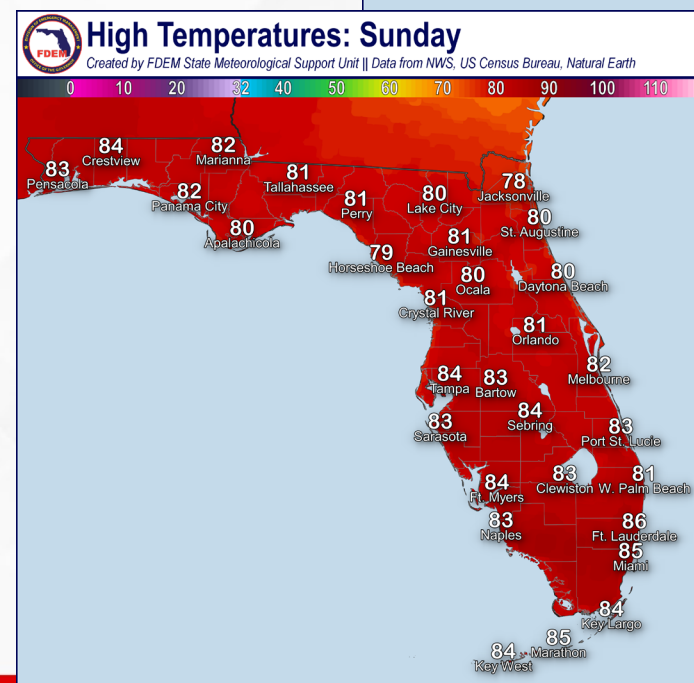 High Temperatures: Sunday
Created by FDEM State Meteorological Support Unit || Data from NWS, US Census Bureau, Natural Earth
FDEM
0 10 20 32 40 50 60 70 80 90 100 110
84
Crestview
82
Marianna
83
Pensacola
82
Panama City
81
Tallahassee
80
Apalachicola
81
Perry
80
Lake City
78
Jacksonville
80
St. Augustine
81
Gainesville
79
Horseshoe Beach
80
Ocala
80
Daytona Beach
81
Crystal River
81
Orlando
82
Melbourne
84
Tampa
83
Bartow
84
Sebring
83
Sarasota
83
Port St. Lucie
84
Ft. Myers
83
Clewiston
81
W. Palm Beach
83
Naples
86
Ft. Lauderdale
85
Miami
84
Key Largo
85
Marathon
84
Key West